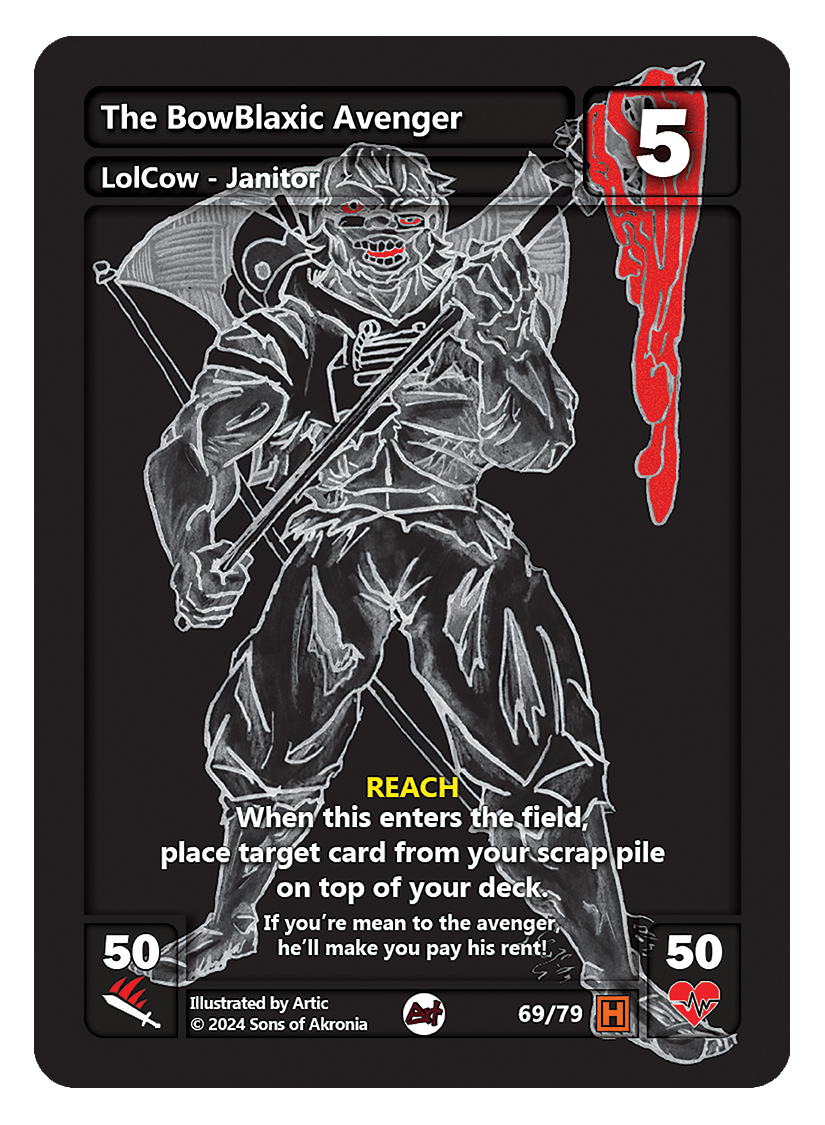 The BowBlaxic Avenger
5
LolCow - Janitor
REACH
When this enters the field,
place target card from your scrap pile
on top of your deck.
If you're mean to the avenger,
he'll make you pay his rent!
50
50
Illustrated by Artic
© 2024 Sons of Akronia
Art
69/79
H